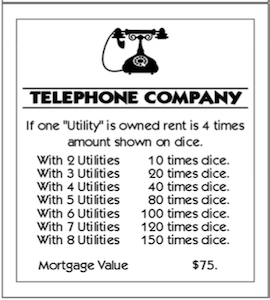 TELEPHONE COMPANY
If one "Utility" is owned rent is 4 times
amount shown on dice.
With 2 Utilities 10 times dice.
With 3 Utilities 20 times dice.
With 4 Utilities 40 times dice.
With 5 Utilities 80 times dice.
With 6 Utilities 100 times dice.
With 7 Utilities 120 times dice.
With 8 Utilities 150 times dice.
Mortgage Value $75.